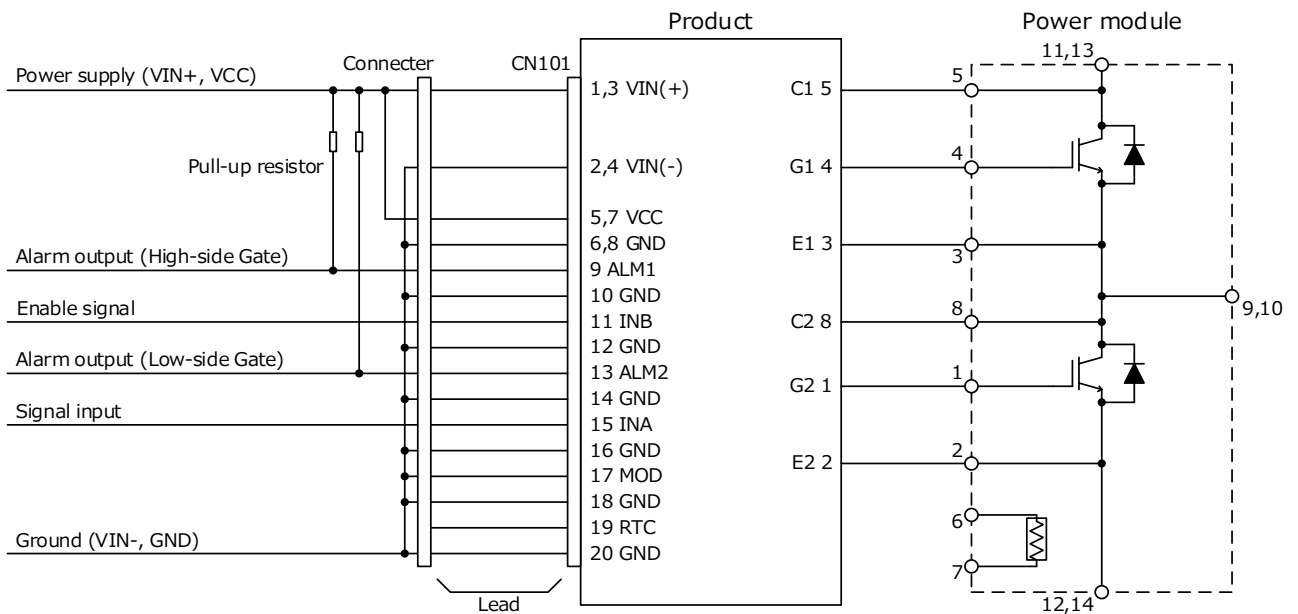 Product
Power module
11,13
Power supply (VIN+, VCC)
Connecter
CN101
1,3 VIN(+)
C1 5
5
Pull-up resistor
2,4 VIN(-)
G1 4
4
5,7 VCC
6,8 GND
E1 3
3
Alarm output (High-side Gate)
9 ALM1
10 GND
9,10
Enable signal
11 INB
C2 8
8
12 GND
Alarm output (Low-side Gate)
13 ALM2
G2 1
1
14 GND
Signal input
15 INA
16 GND
E2 2
2
17 MOD
18 GND
6
19 RTC
Ground (VIN-, GND)
20 GND
7
Lead
12,14